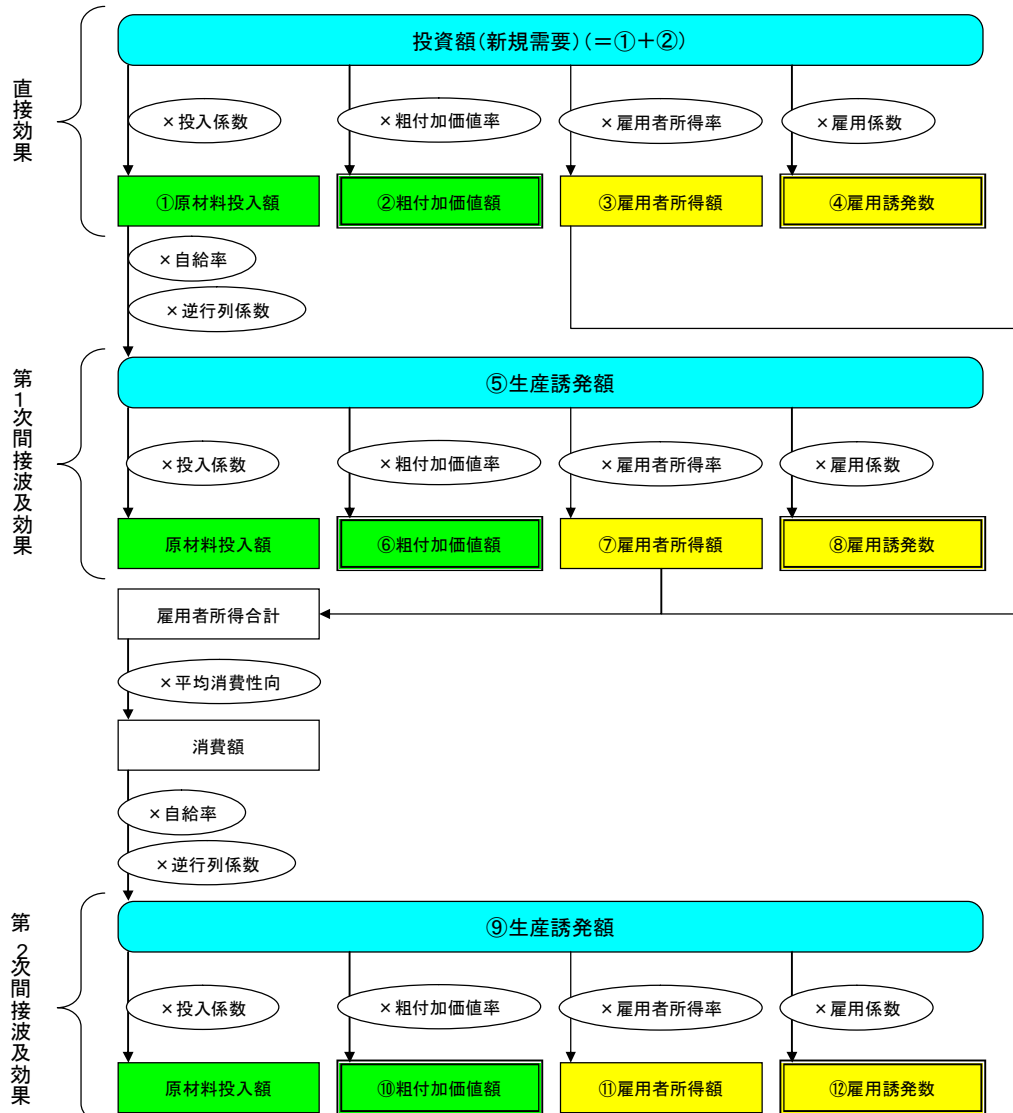 投資額(新規需要)(=①+②)
直接効果
×投入係数
×粗付加価値率
×雇用者所得率
×雇用係数
①原材料投入額
②粗付加価値額
③雇用者所得額
④雇用誘発数
×自給率
×逆行列係数
第1次間接波及効果
⑤生産誘発額
×投入係数
×粗付加価値率
×雇用者所得率
×雇用係数
原材料投入額
⑥粗付加価値額
⑦雇用者所得額
⑧雇用誘発数
雇用者所得合計
×平均消費性向
消費額
×自給率
×逆行列係数
第2次間接波及効果
⑨生産誘発額
×投入係数
×粗付加価値率
×雇用者所得率
×雇用係数
原材料投入額
⑩粗付加価値額
⑪雇用者所得額
⑫雇用誘発数